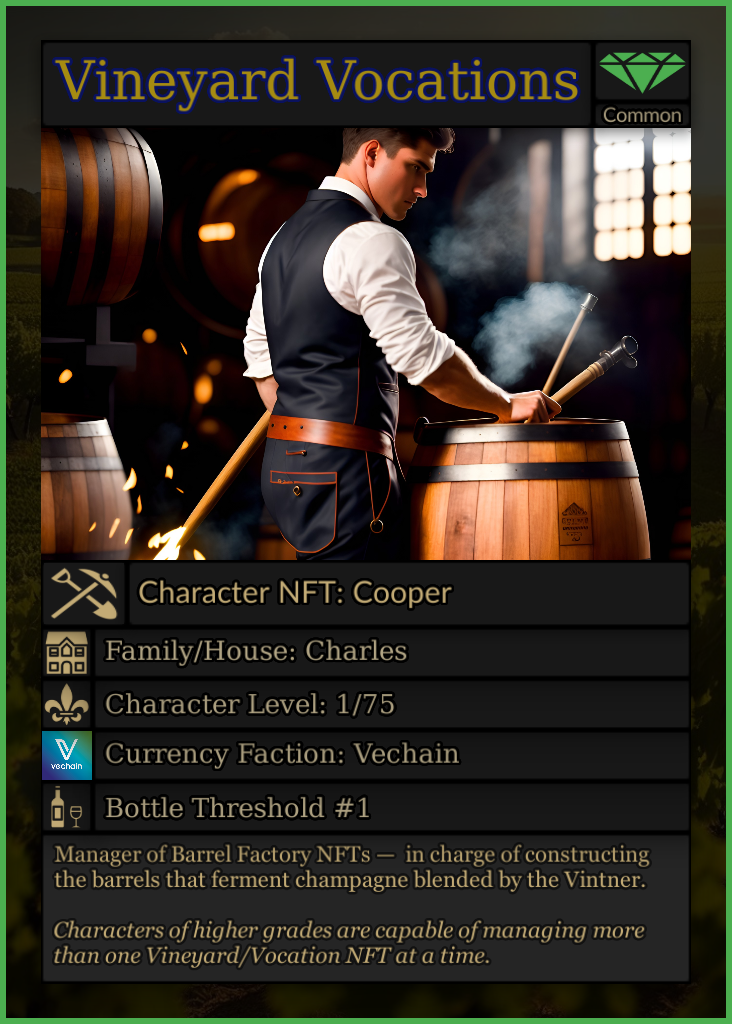 Vineyard Vocations
Common
Character NFT: Cooper
Family/House: Charles
Character Level: 1/75
vechain
Currency Faction: Vechain
Bottle Threshold #1
Manager of Barrel Factory NFTs — in charge of constructing
the barrels that ferment champagne blended by the Vintner.
Characters of higher grades are capable of managing more
than one Vineyard/Vocation NFT at a time.